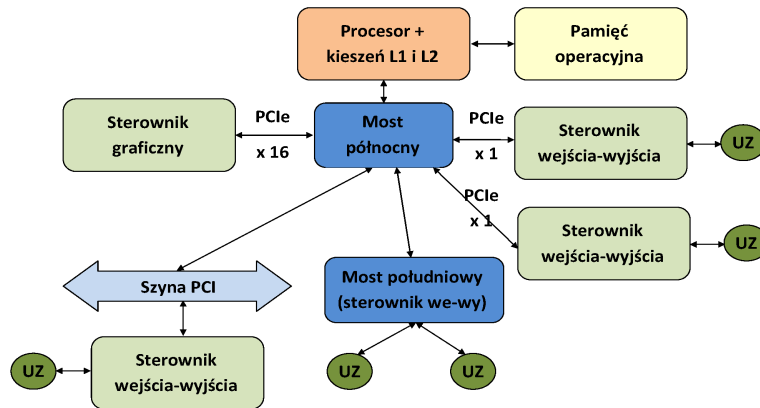 Procesor +
kieszeń L1 i L2
Pamięć
operacyjna
Sterownik
graficzny
PCIe
x 16
Most
północny
PCIe
x 1
Sterownik
wejścia-wyjścia
UZ
PCIe
x 1
Sterownik
wejścia-wyjścia
UZ
Szyna PCI
Most południowy
(sterownik we-wy)
UZ
Sterownik
wejścia-wyjścia
UZ
UZ